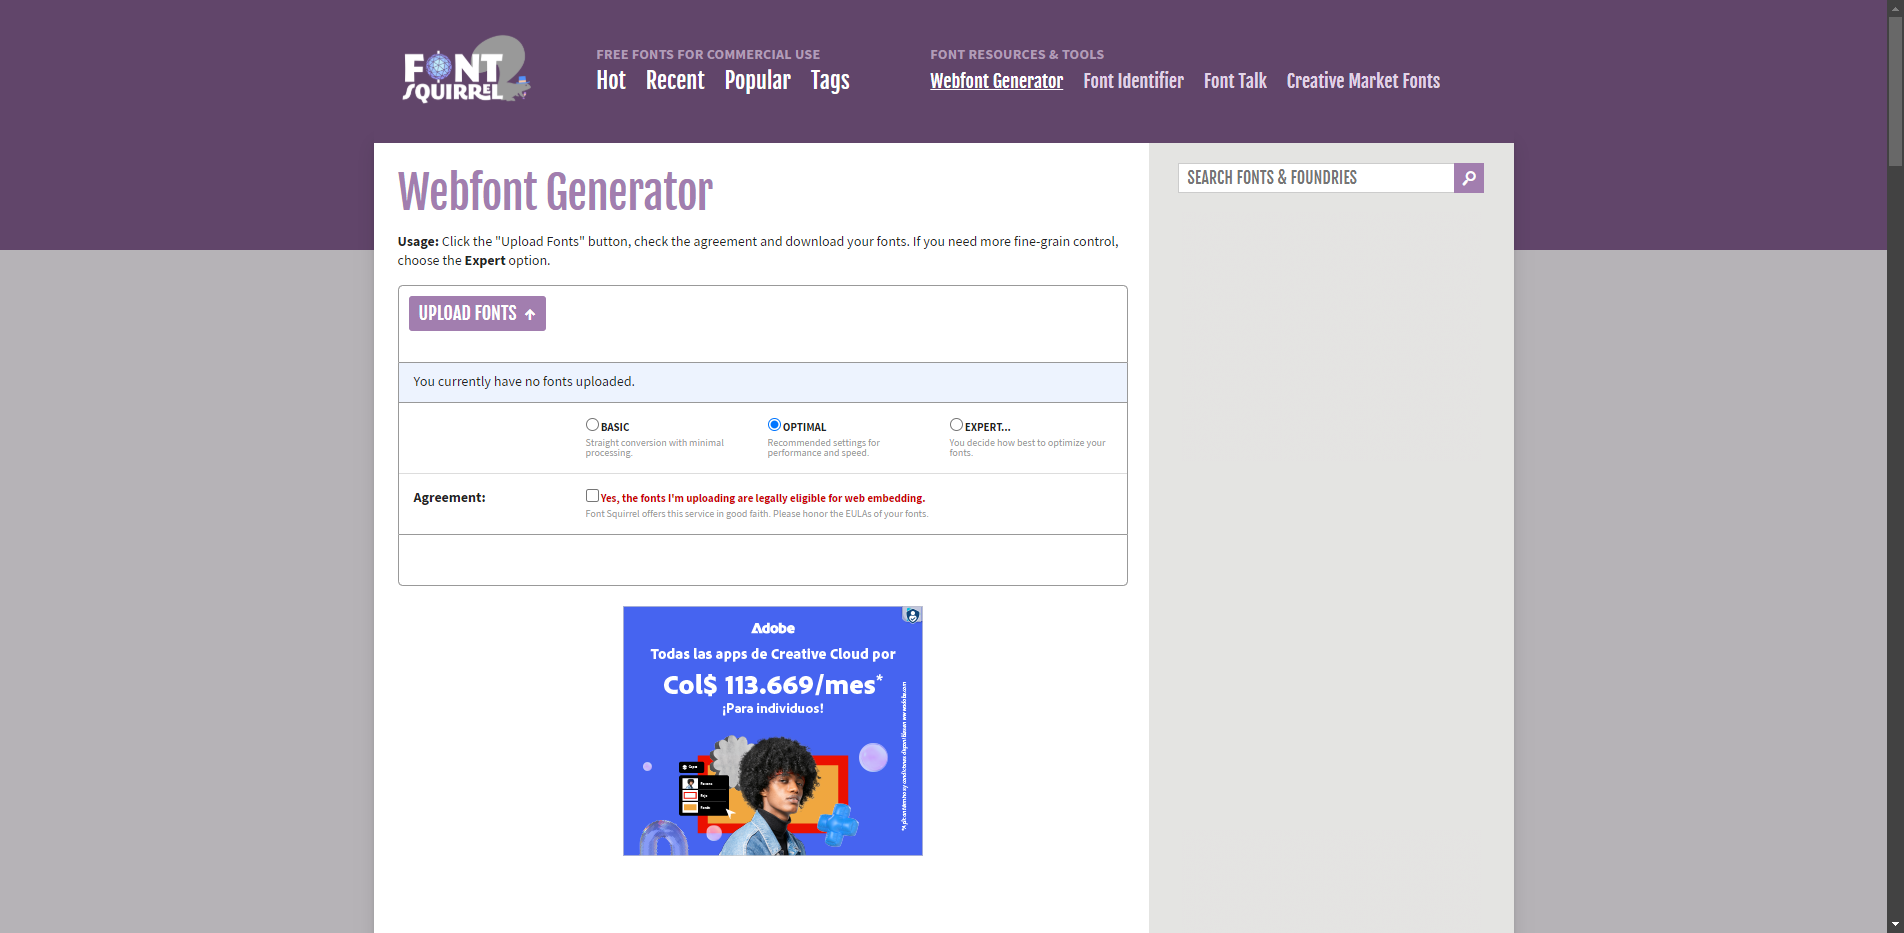 FONT SQUIRREL
FREE FONTS FOR COMMERCIAL USE
Hot Recent Popular Tags
FONT RESOURCES & TOOLS
Webfont Generator Font Identifier Font Talk Creative Market Fonts
Webfont Generator
SEARCH FONTS & FOUNDRIES
Usage: Click the "Upload Fonts" button, check the agreement and download your fonts. If you need more fine-grain control,
choose the Expert option.
UPLOAD FONTS
You currently have no fonts uploaded.
BASIC
Straight conversion with minimal
processing.
OPTIMAL
Recommended settings for
performance and speed.
EXPERT...
You decide how best to optimize your
fonts.
Agreement:
Yes, the fonts I'm uploading are legally eligible for web embedding.
Font Squirrel offers this service in good faith. Please honor the EULAs of your fonts.
Adobe
Todas las apps de Creative Cloud por
Col$ 113.669/mes*
¡Para individuos!